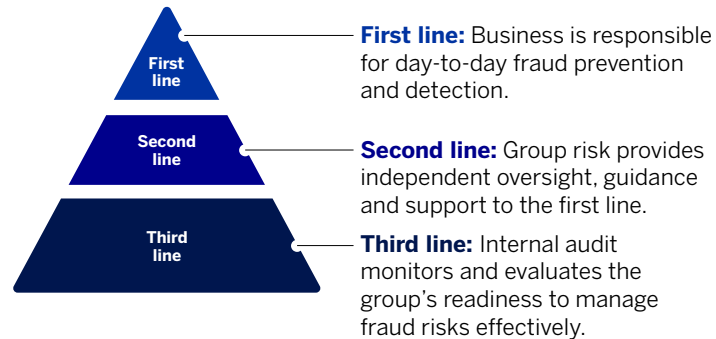 First
line
First line: Business is responsible
for day-to-day fraud prevention
and detection.
Second
line
Second line: Group risk provides
independent oversight, guidance
and support to the first line.
Third
line
Third line: Internal audit
monitors and evaluates the
group’s readiness to manage
fraud risks effectively.